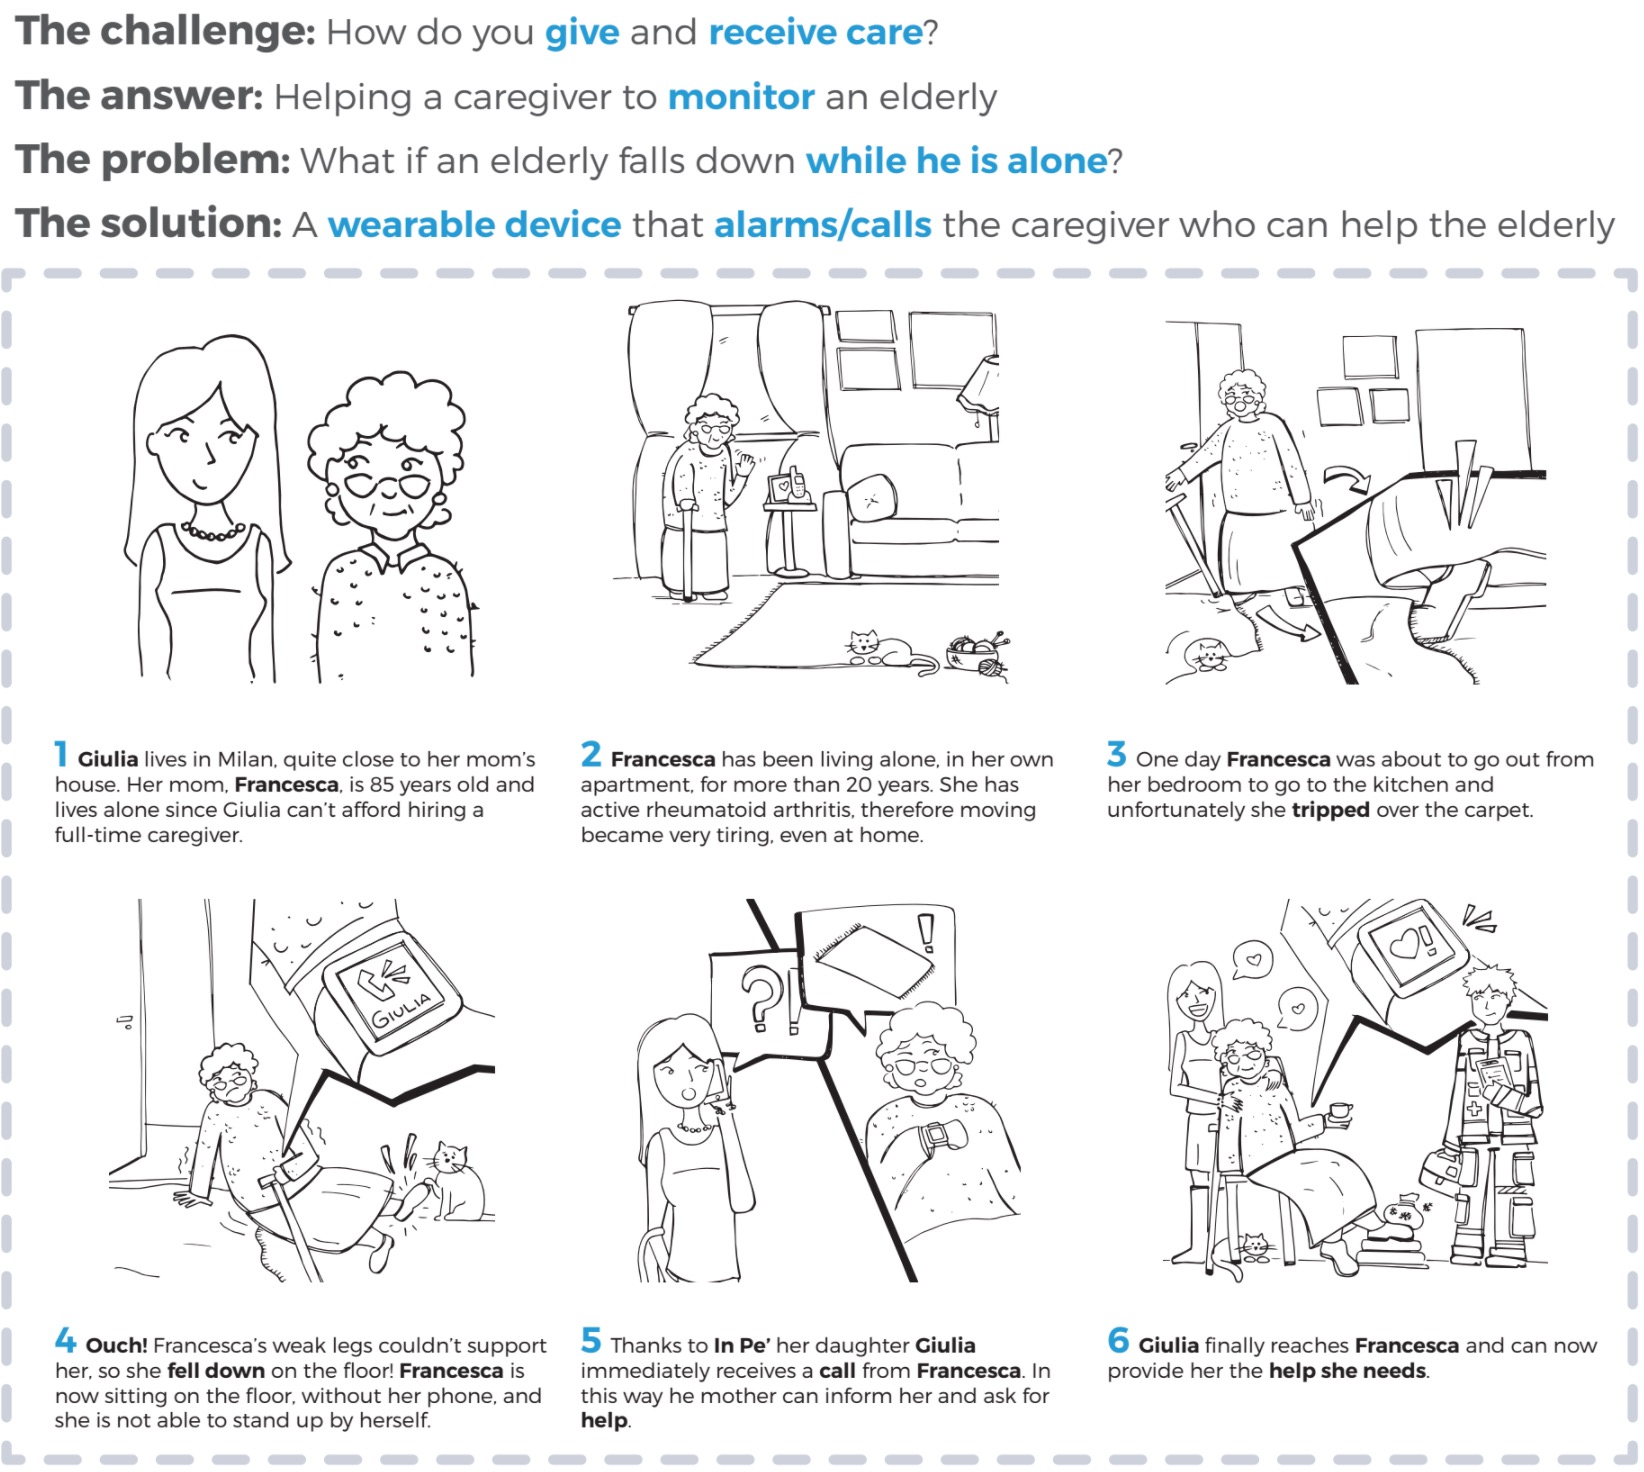 The challenge: How do you give and receive care?
The answer: Helping a caregiver to monitor an elderly
The problem: What if an elderly falls down while he is alone?
The solution: A wearable device that alarms/calls the caregiver who can help the elderly
1 Giulia lives in Milan, quite close to her mom's
house. Her mom, Francesca, is 85 years old and
lives alone since Giulia can't afford hiring a
full-time caregiver.
2 Francesca has been living alone, in her own
apartment, for more than 20 years. She has
active rheumatoid arthritis, therefore moving
became very tiring, even at home.
3 One day Francesca was about to go out from
her bedroom to go to the kitchen and
unfortunately she tripped over the carpet.
GIULIA
?!
!
!
4 Ouch! Francesca's weak legs couldn't support
her, so she fell down on the floor! Francesca is
now sitting on the floor, without her phone, and
she is not able to stand up by herself.
5 Thanks to In Pe' her daughter Giulia
immediately receives a call from Francesca. In
this way he mother can inform her and ask for
help.
6 Giulia finally reaches Francesca and can now
provide her the help she needs.